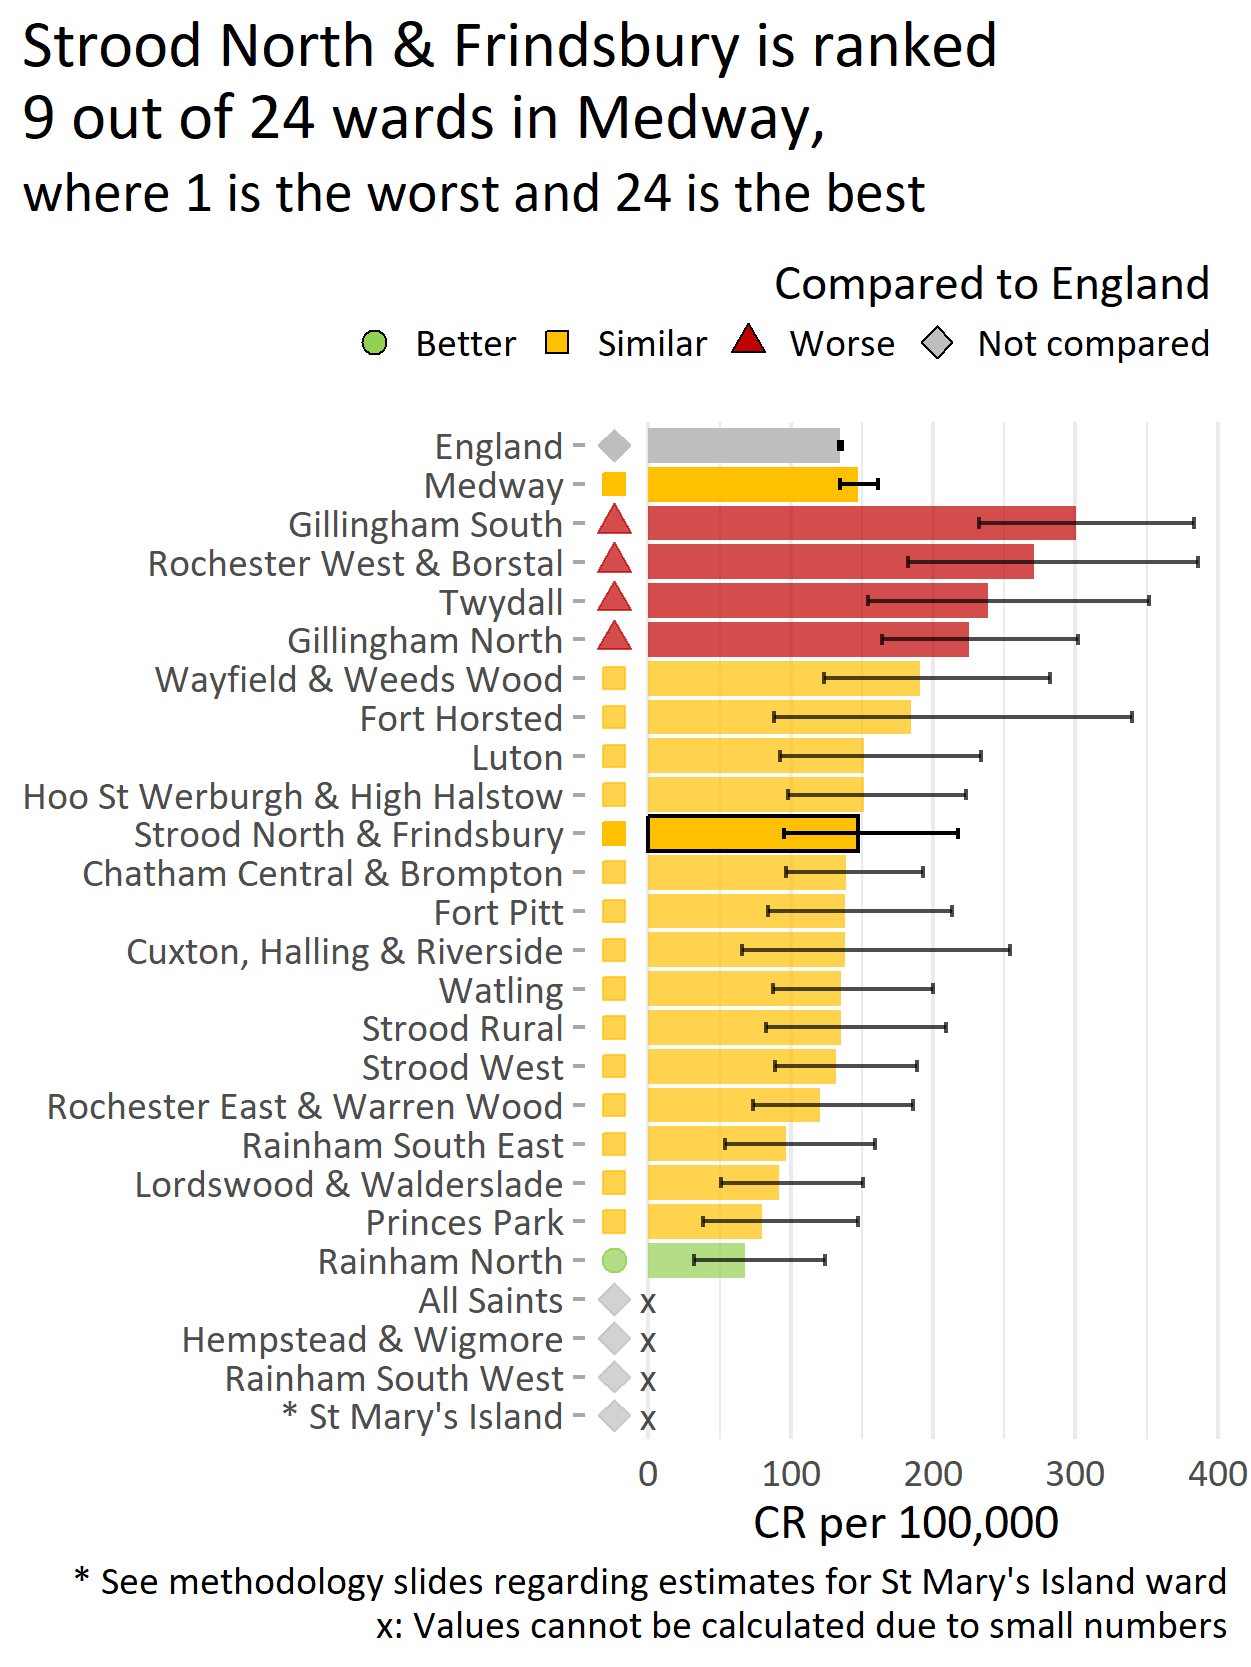 Strood North & Frindsbury is ranked
9 out of 24 wards in Medway,
where 1 is the worst and 24 is the best
Compared to England
Better Similar Worse Not compared
England
Medway
Gillingham South
Rochester West & Borstal
Twydall
Gillingham North
Wayfield & Weeds Wood
Fort Horsted
Luton
Hoo St Werburgh & High Halstow
Strood North & Frindsbury
Chatham Central & Brompton
Fort Pitt
Cuxton, Halling & Riverside
Watling
Strood Rural
Strood West
Rochester East & Warren Wood
Rainham South East
Lordswood & Walderslade
Princes Park
Rainham North
All Saints x
Hempstead & Wigmore x
Rainham South West x
* St Mary's Island x
0 100 200 300 400
CR per 100,000
* See methodology slides regarding estimates for St Mary's Island ward
x: Values cannot be calculated due to small numbers